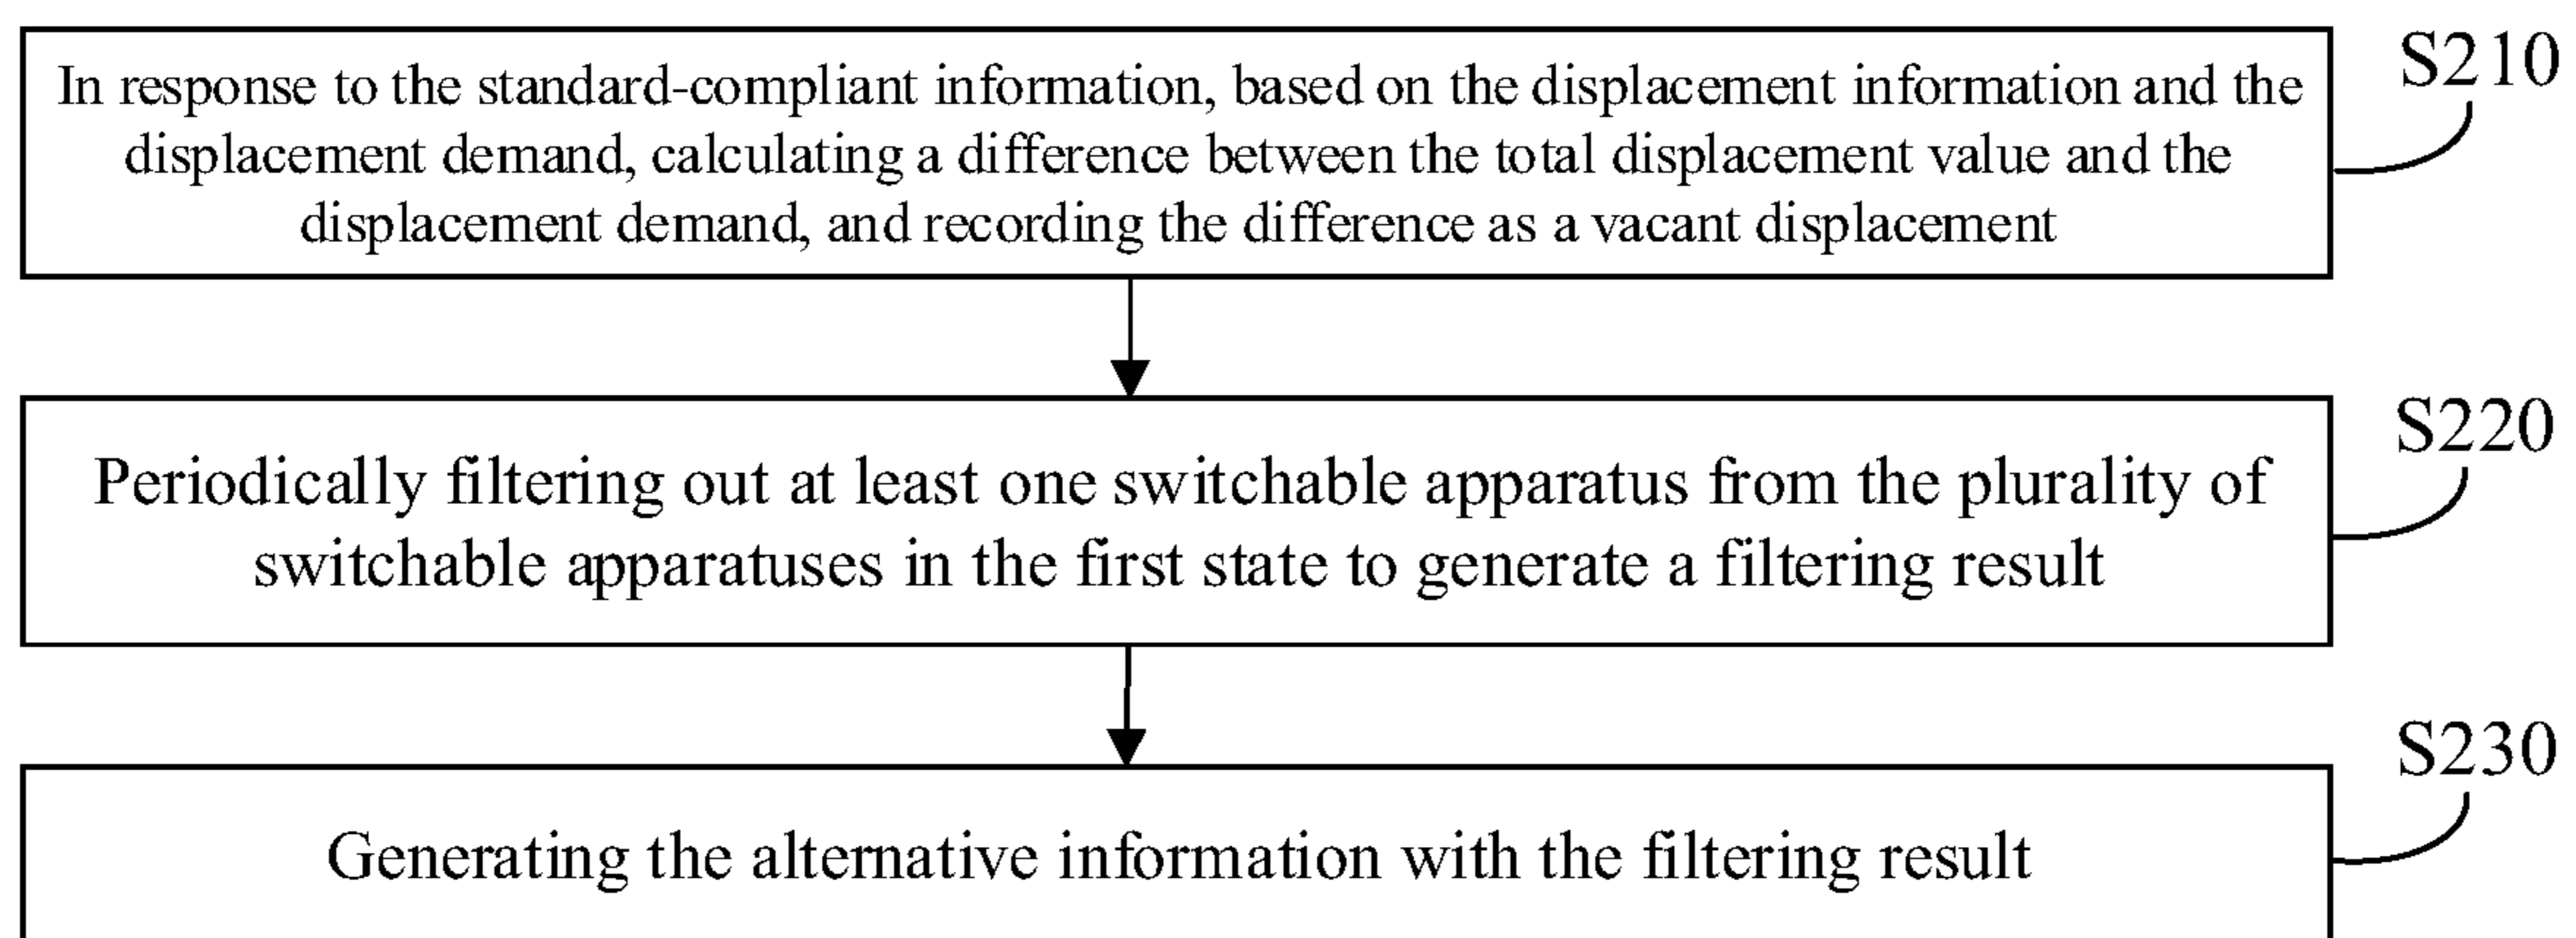 In response to the standard-compliant information, based on the displacement information and the
displacement demand, calculating a difference between the total displacement value and the
displacement demand, and recording the difference as a vacant displacement
S210
Periodically filtering out at least one switchable apparatus from the plurality of
switchable apparatuses in the first state to generate a filtering result
S220
Generating the alternative information with the filtering result
S230